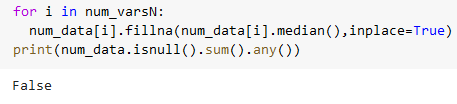 for i in num_varsN:
  num_data[i].fillna(num_data[i].median(),inplace=True)
print(num_data.isnull().sum().any())
False